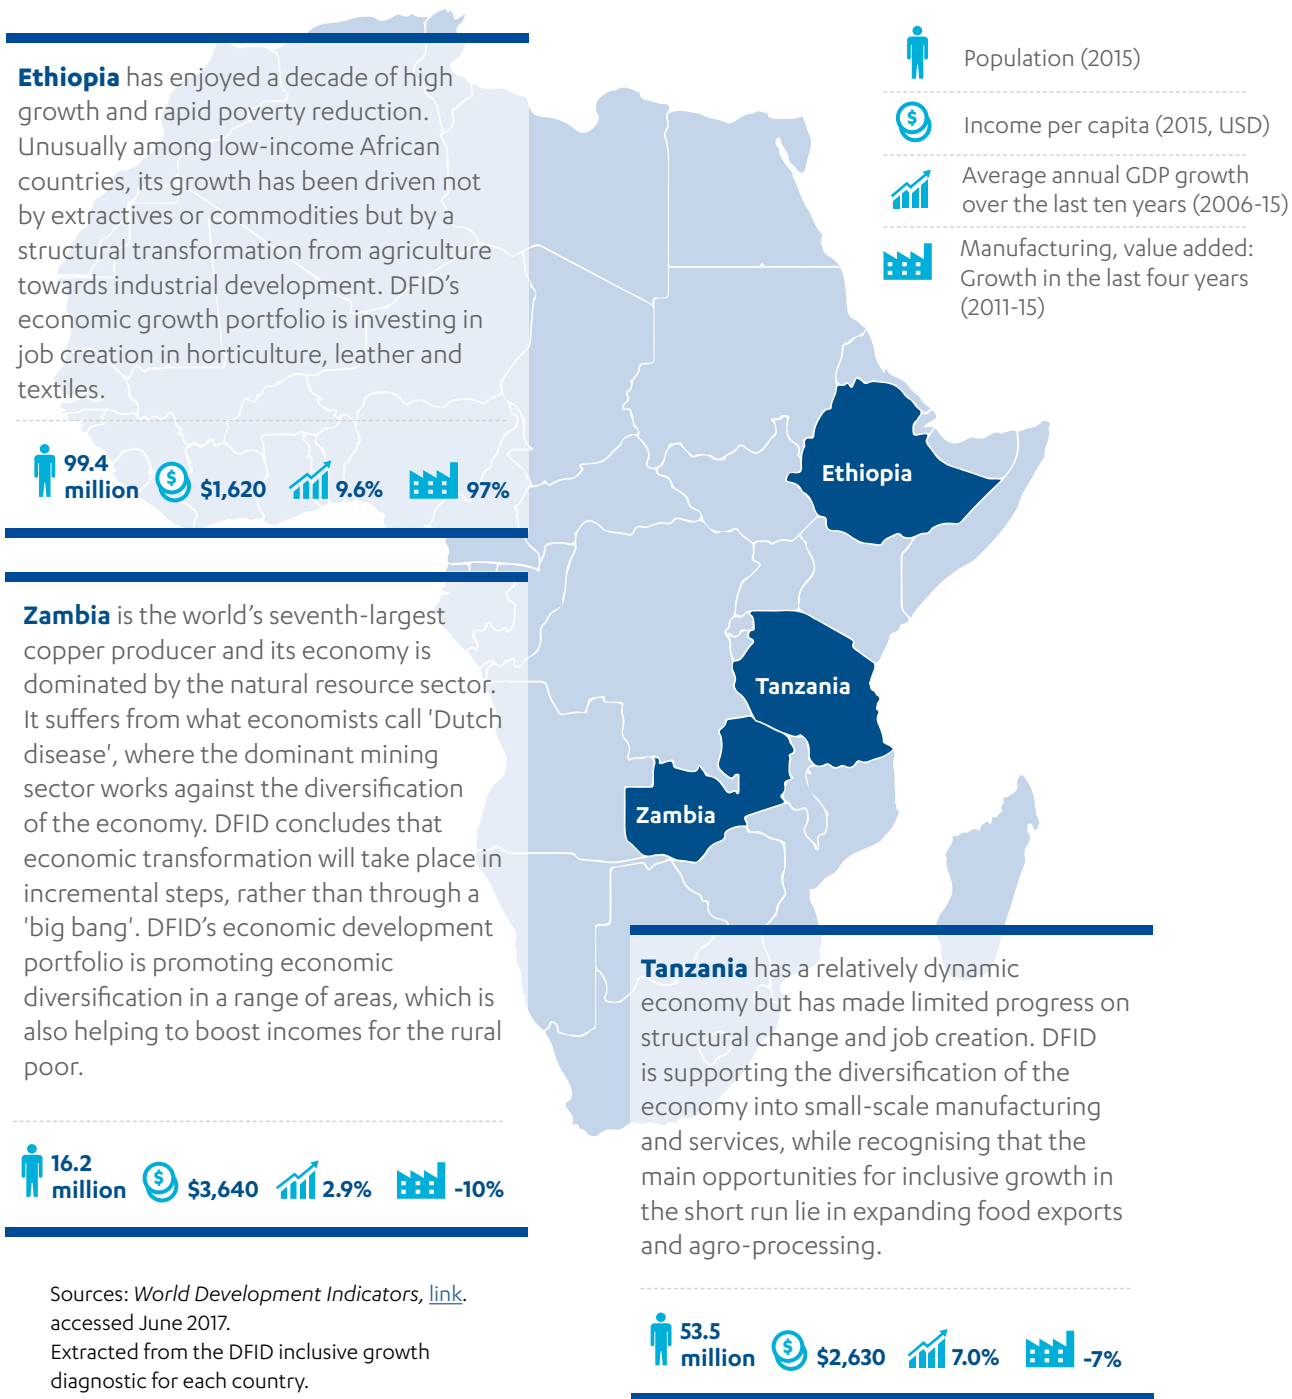 Ethiopia has enjoyed a decade of high
growth and rapid poverty reduction.
Unusually among low-income African
countries, its growth has been driven not
by extractives or commodities but by a
structural transformation from agriculture
towards industrial development. DFID's
economic growth portfolio is investing in
job creation in horticulture, leather and
textiles.
99.4
million
$1,620
9.6%
97%
Population (2015)
Income per capita (2015, USD)
Average annual GDP growth
over the last ten years (2006-15)
Manufacturing, value added:
Growth in the last four years
(2011-15)
Ethiopia
Tanzania
Zambia
Zambia is the world's seventh-largest
copper producer and its economy is
dominated by the natural resource sector.
It suffers from what economists call 'Dutch
disease', where the dominant mining
sector works against the diversification
of the economy. DFID concludes that
economic transformation will take place in
incremental steps, rather than through a
'big bang'. DFID's economic development
portfolio is promoting economic
diversification in a range of areas, which is
also helping to boost incomes for the rural
poor.
16.2
million
$3,640
2.9%
-10%
Tanzania has a relatively dynamic
economy but has made limited progress on
structural change and job creation. DFID
is supporting the diversification of the
economy into small-scale manufacturing
and services, while recognising that the
main opportunities for inclusive growth in
the short run lie in expanding food exports
and agro-processing.
53.5
million
$2,630
7.0%
-7%
Sources: World Development Indicators, link.
accessed June 2017.
Extracted from the DFID inclusive growth
diagnostic for each country.